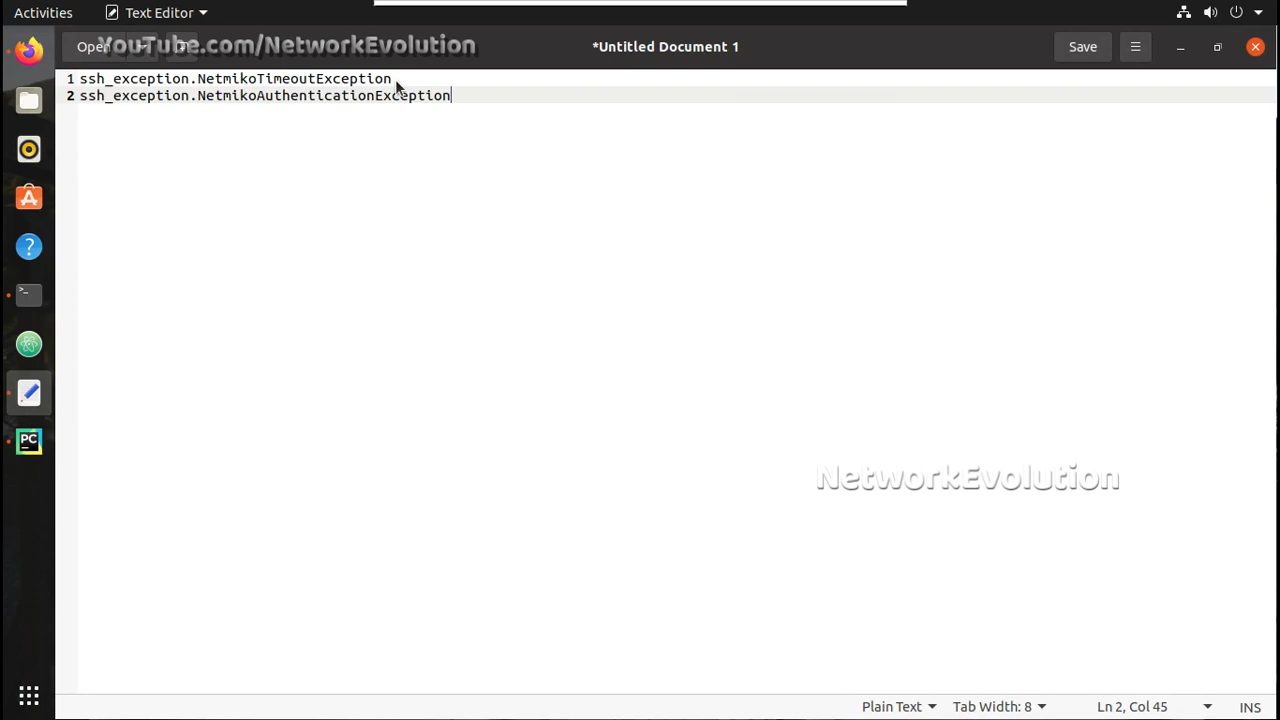 Activities Text Editor
Open YouTube.com/NetworkEvolution *Untitled Document 1 Save
1 ssh_exception.NetmikoTimeoutException
2 ssh_exception.NetmikoAuthenticationException
NetworkEvolution
Plain Text Tab Width: 8 Ln 2, Col 45 INS